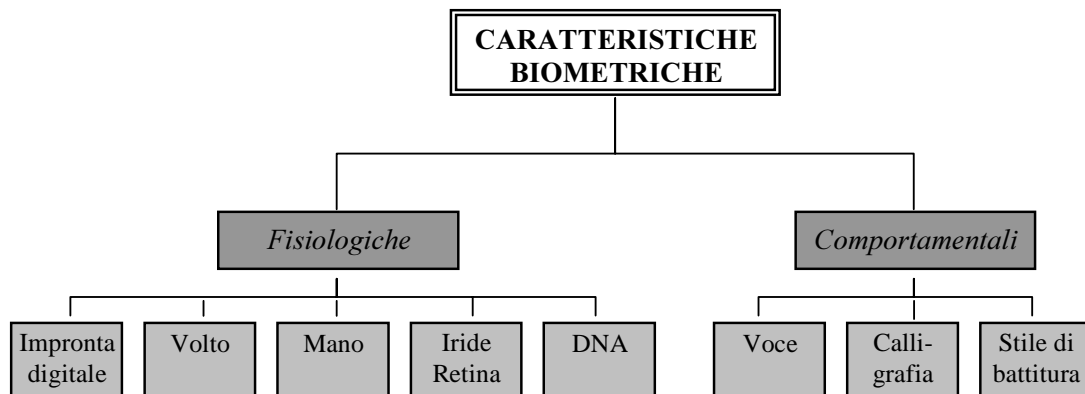 CARATTERISTICHE
BIOMETRICHE
Fisiologiche
Comportamentali
Impronta
digitale
Volto
Mano
Iride
Retina
DNA
Voce
Calli-
grafia
Stile di
battitura